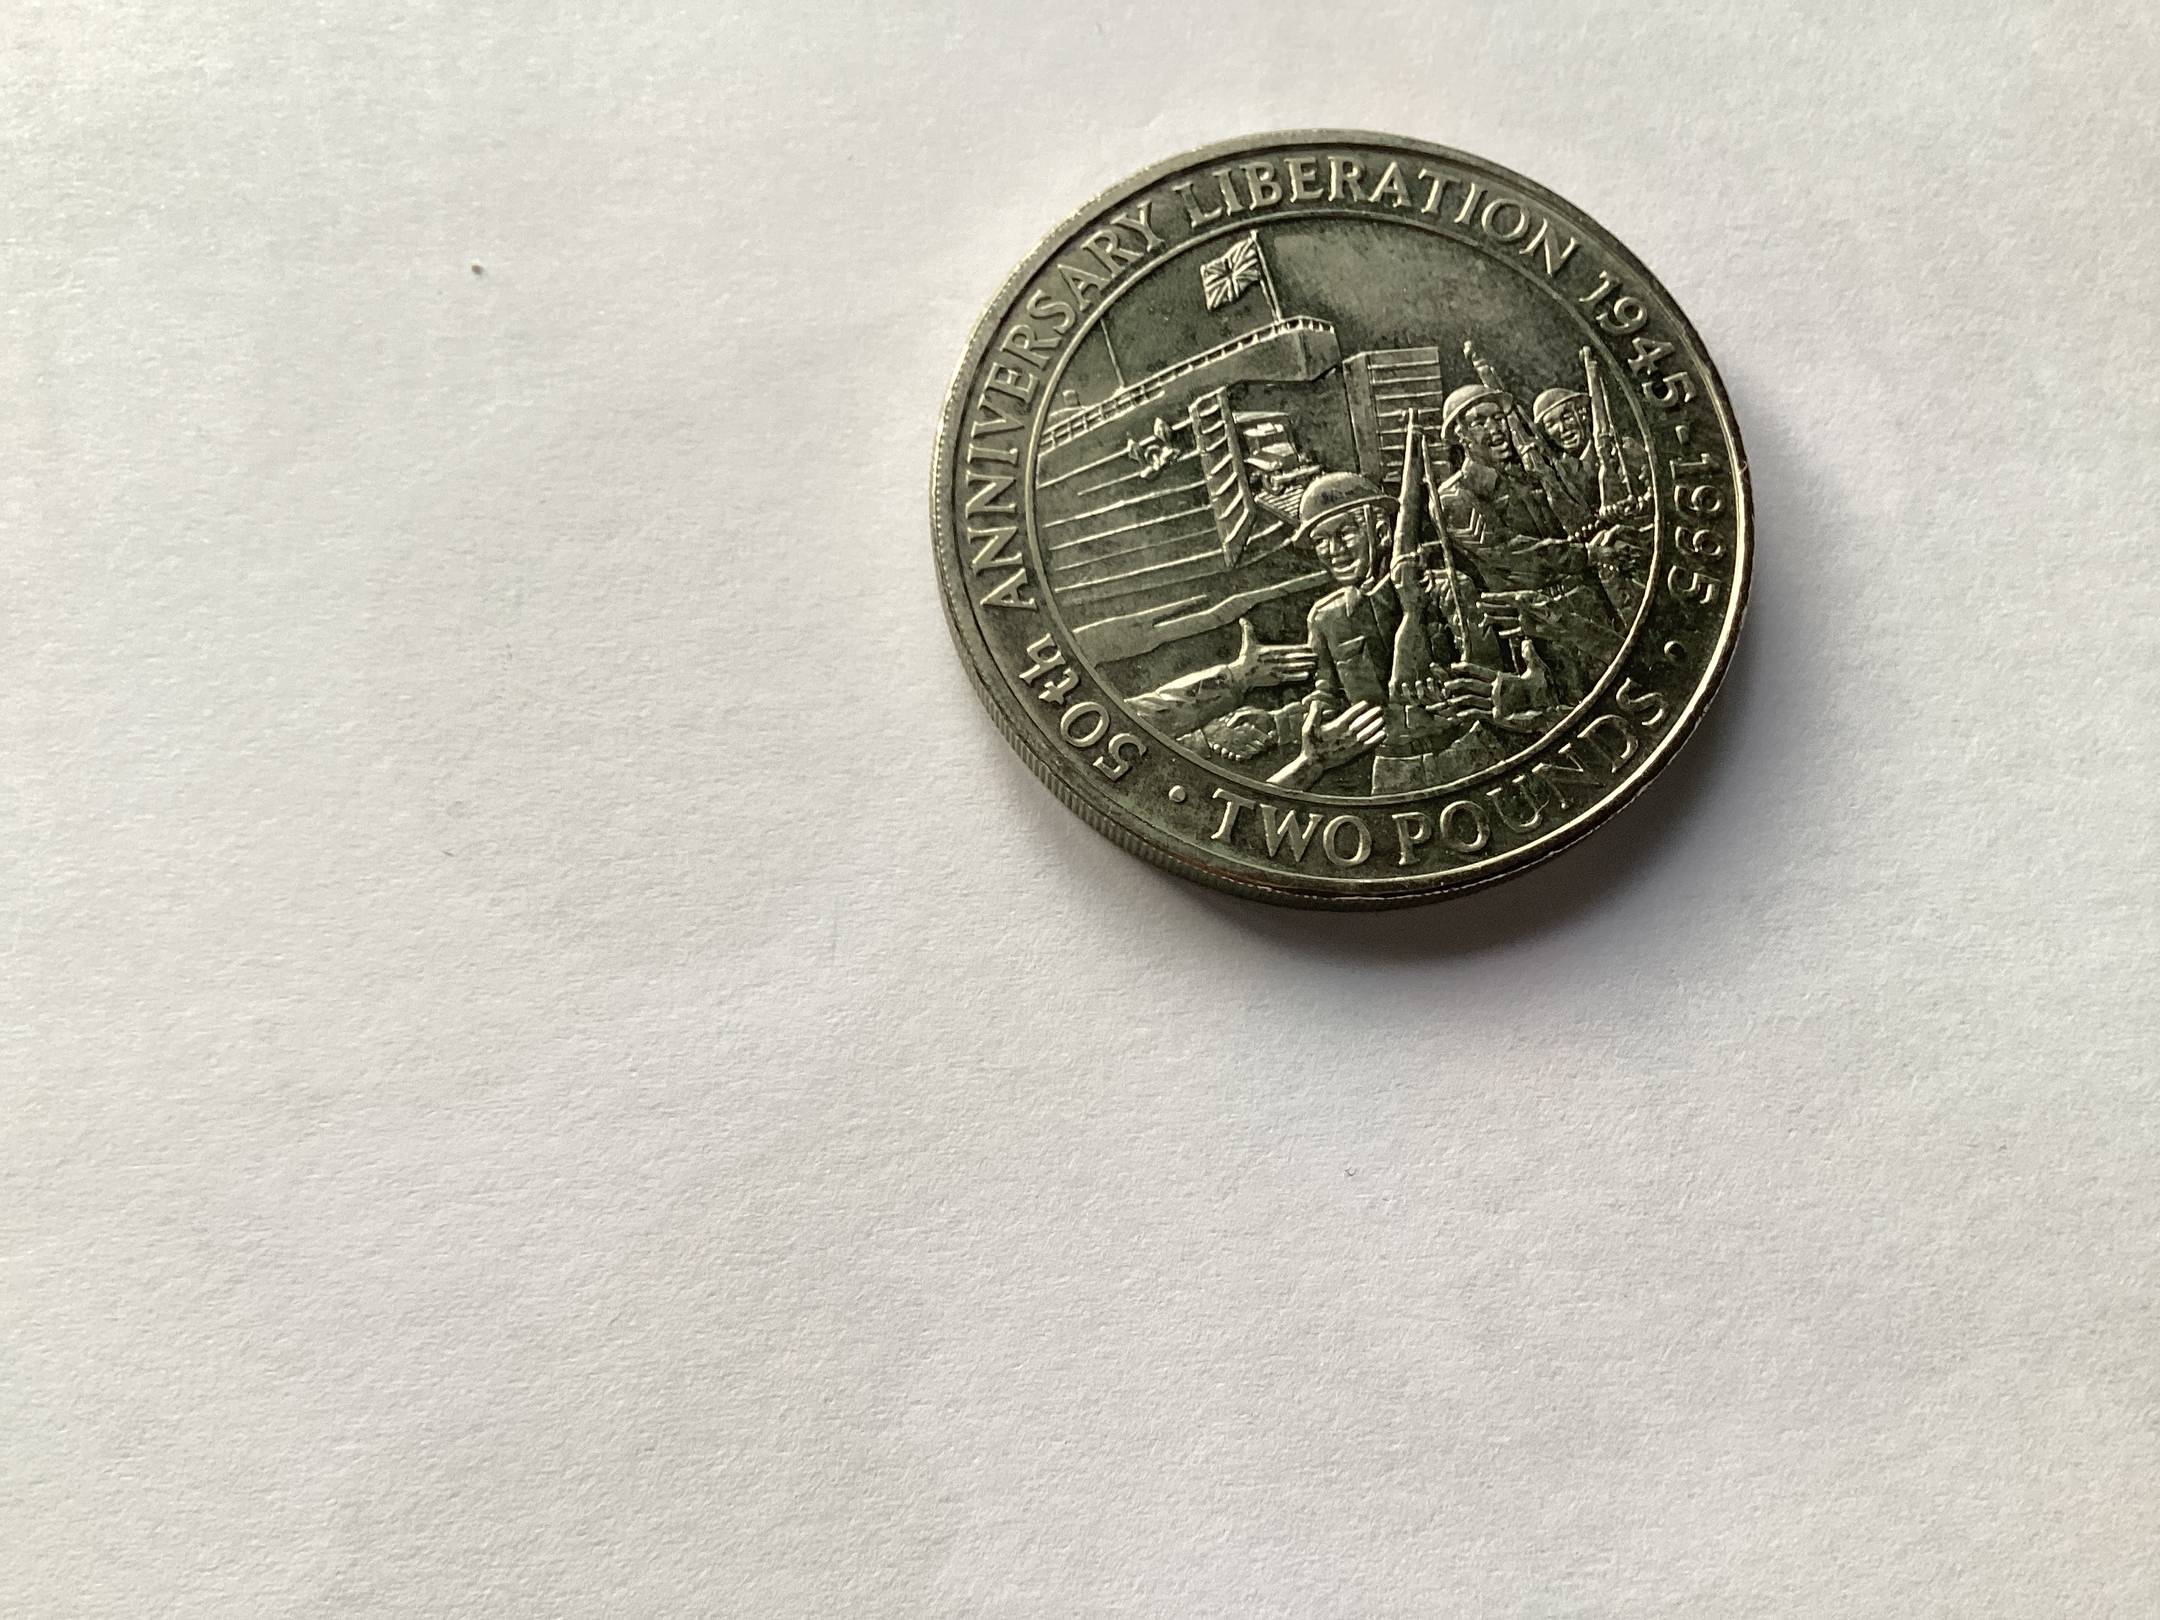 50th ANNIVERSARY LIBERATION 1945-1995
· TWO POUNDS ·